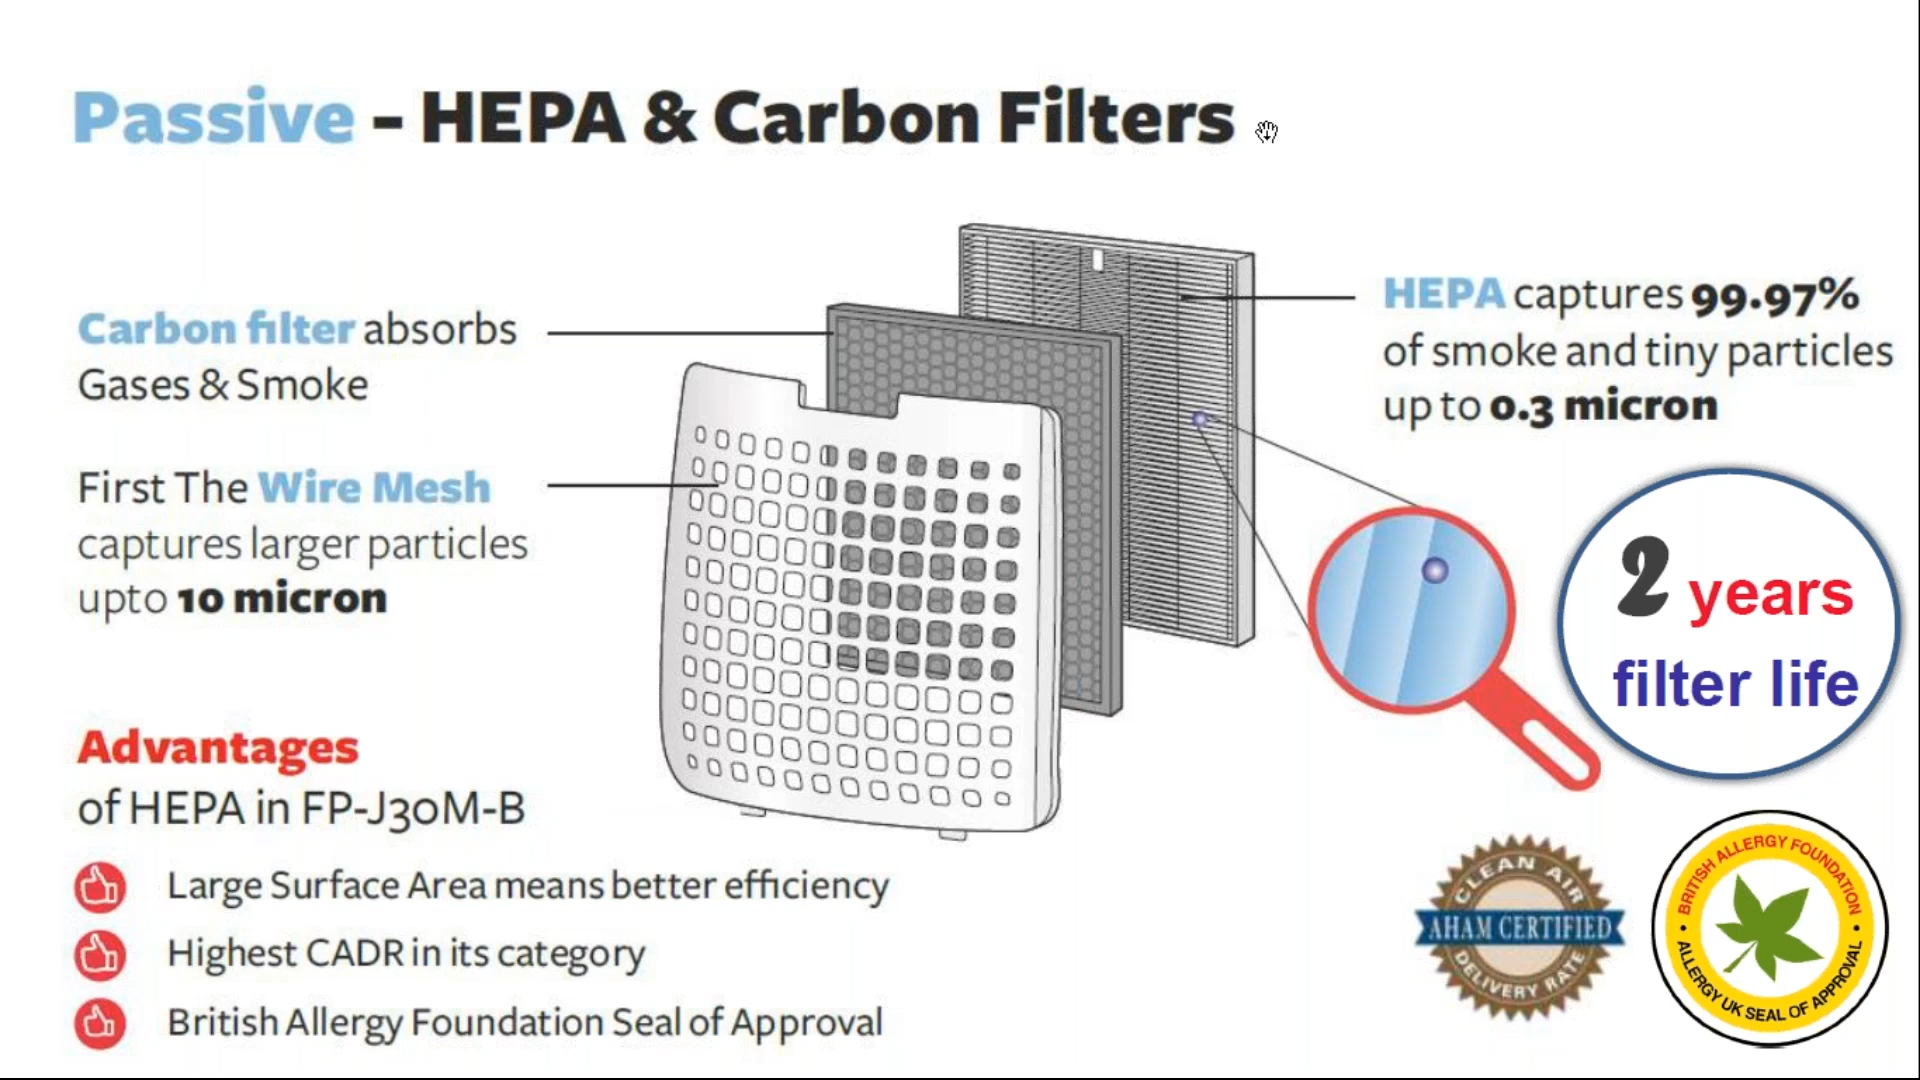 Passive - HEPA & Carbon Filters
Carbon filter absorbs
Gases & Smoke
First The Wire Mesh
captures larger particles
upto 10 micron
HEPA captures 99.97%
of smoke and tiny particles
up to 0.3 micron
2 years
filter life
Advantages
of HEPA in FP-J30M-B
Large Surface Area means better efficiency
Highest CADR in its category
British Allergy Foundation Seal of Approval
CLEAN AIR
AHAM CERTIFIED
DELIVERY RATE
BRITISH ALLERGY FOUNDATION
ALLERGY UK SEAL OF APPROVAL